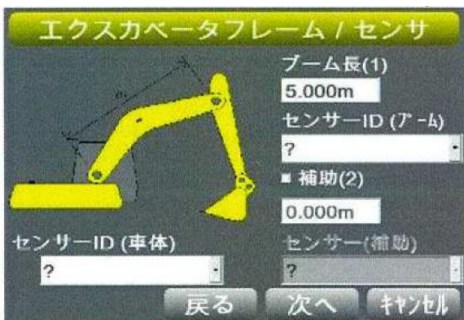 エクスカベータフレーム / センサ
ブーム長(1)
5.000m
センサーID (ブーム)
?
補助(2)
0.000m
センサーID (車体)
?
センサー(補助)
?
戻る
次へ
キャンセル